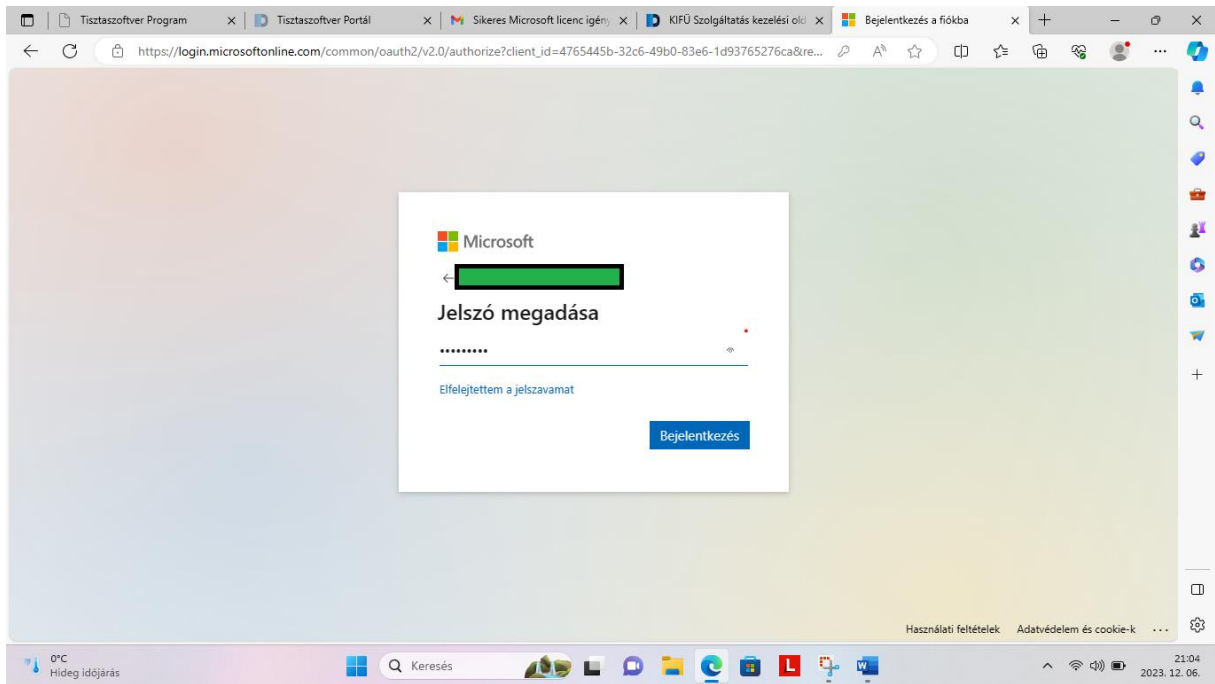 Tisztaszoftver Program
Tisztaszoftver Portál
Sikeres Microsoft licenc igény
KIFÜ Szolgáltatás kezelési old
Bejelentkezés a fiókba
https://login.microsoftonline.com/common/oauth2/v2.0/authorize?client_id=4765445b-32c6-49b0-83e6-1d93765276ca&re...
Microsoft
Jelszó megadása
•••••••••
Elfelejtettem a jelszavamat
Bejelentkezés
Használati feltételek Adatvédelem és cookie-k ...
0°C
Hideg időjárás
Keresés
L
21:04
2023. 12. 06.